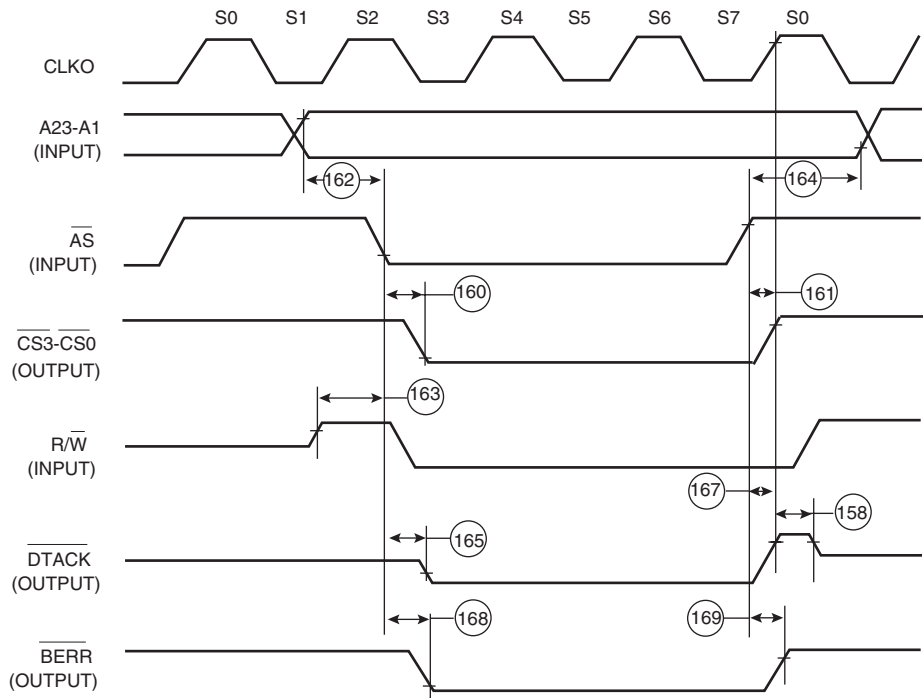 S0 S1 S2 S3 S4 S5 S6 S7 S0
CLKO
A23-A1
(INPUT)
162
164
AS
(INPUT)
160
161
CS3-CS0
(OUTPUT)
163
R/W
(INPUT)
167
158
165
DTACK
(OUTPUT)
168
169
BERR
(OUTPUT)